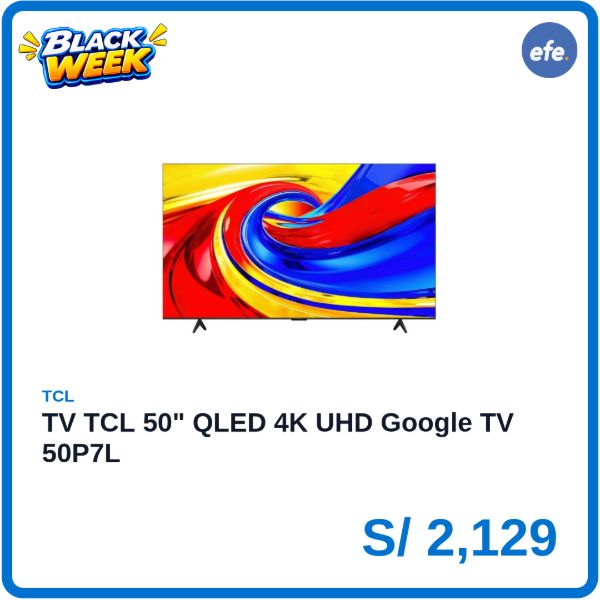 BLACK
WEEK
efe.
TCL
TV TCL 50" QLED 4K UHD Google TV
50P7L
S/ 2,129